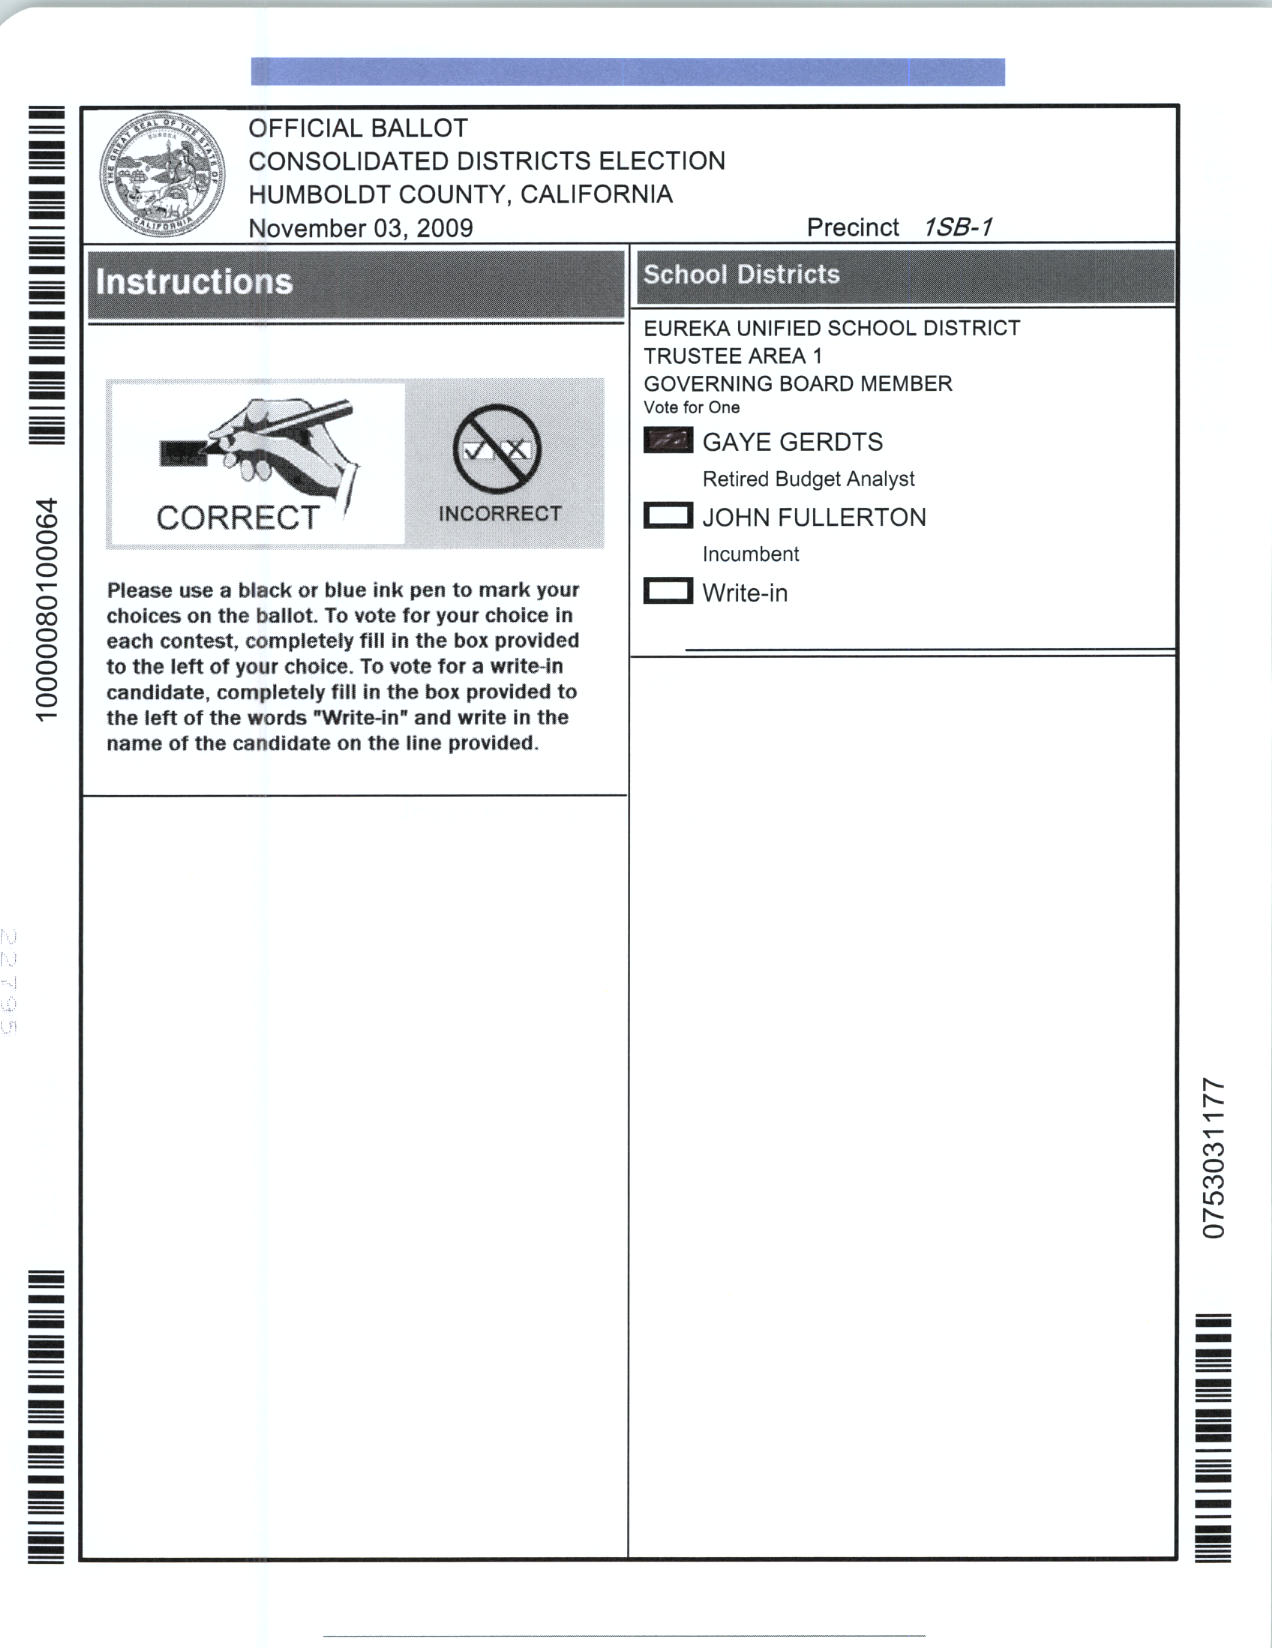 OFFICIAL BALLOT
CONSOLIDATED DISTRICTS ELECTION
HUMBOLDT COUNTY, CALIFORNIA
November 03, 2009
Precinct 1SB-1
THE GREAT SEAL OF THE STATE OF CALIFORNIA
EUREKA
Instructions
CORRECT
INCORRECT
Please use a black or blue ink pen to mark your
choices on the ballot. To vote for your choice in
each contest, completely fill in the box provided
to the left of your choice. To vote for a write-in
candidate, completely fill in the box provided to
the left of the words "Write-in" and write in the
name of the candidate on the line provided.
School Districts
EUREKA UNIFIED SCHOOL DISTRICT
TRUSTEE AREA 1
GOVERNING BOARD MEMBER
Vote for One
GAYE GERDTS
Retired Budget Analyst
JOHN FULLERTON
Incumbent
Write-in
10000080100064
22795
0753031177